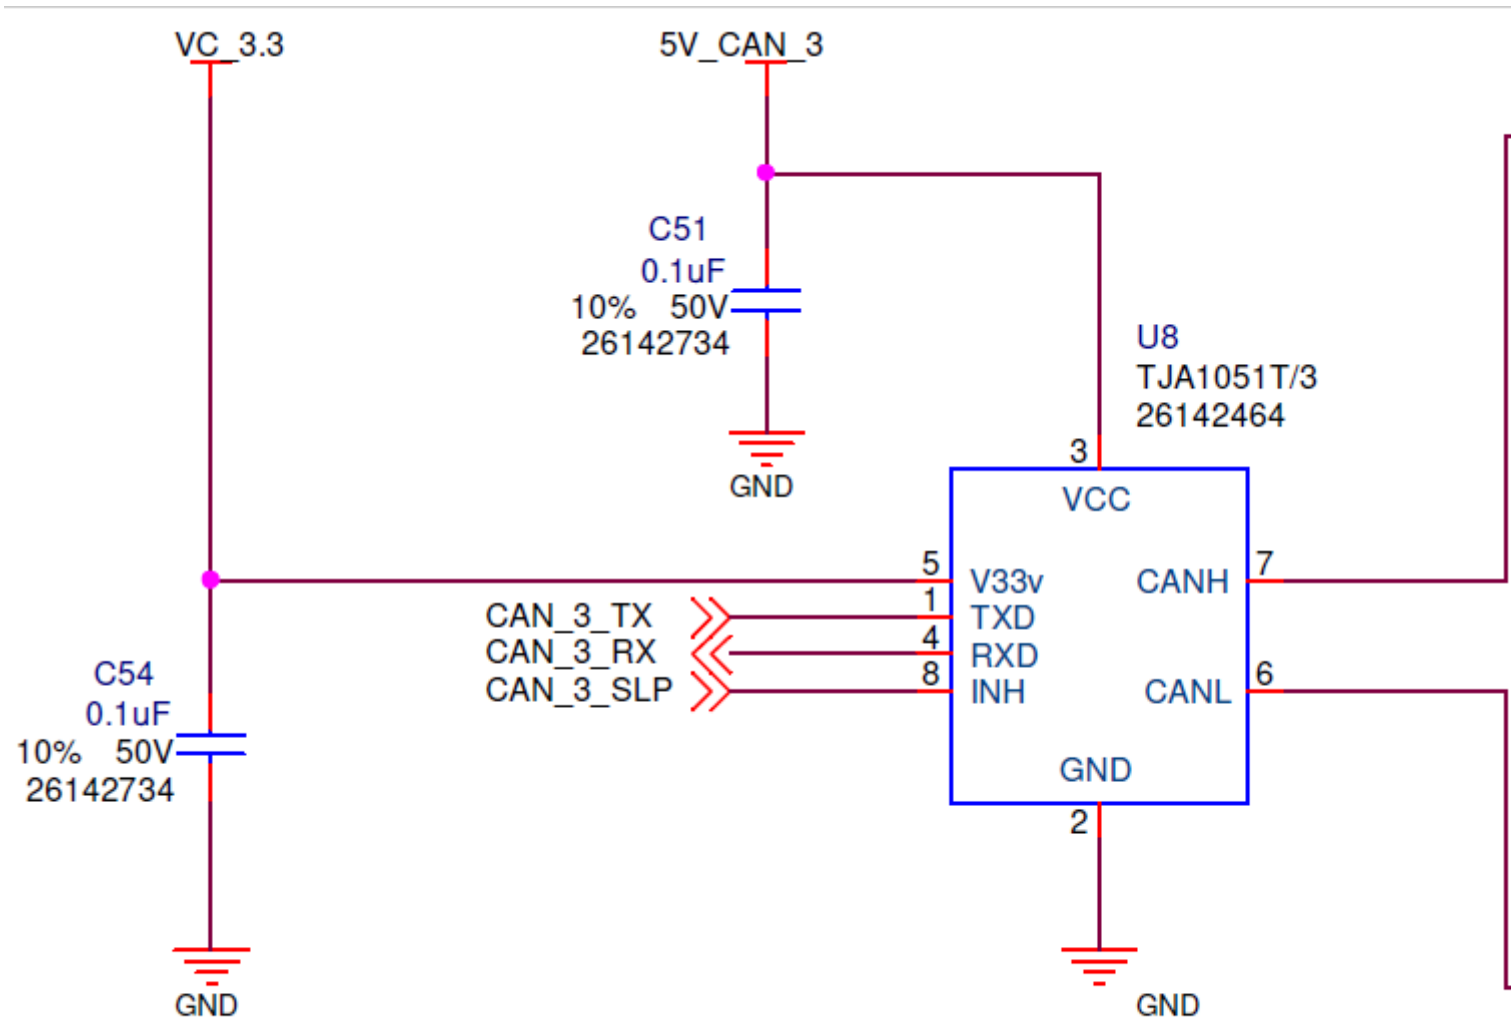 VC_3.3
5V_CAN_3
C51
0.1uF
10% 50V
26142734
GND
U8
TJA1051T/3
26142464
3
VCC
5
V33v
CANH
7
CAN_3_TX
1
TXD
CAN_3_RX
4
RXD
CAN_3_SLP
8
INH
CANL
6
GND
2
C54
0.1uF
10% 50V
26142734
GND
GND